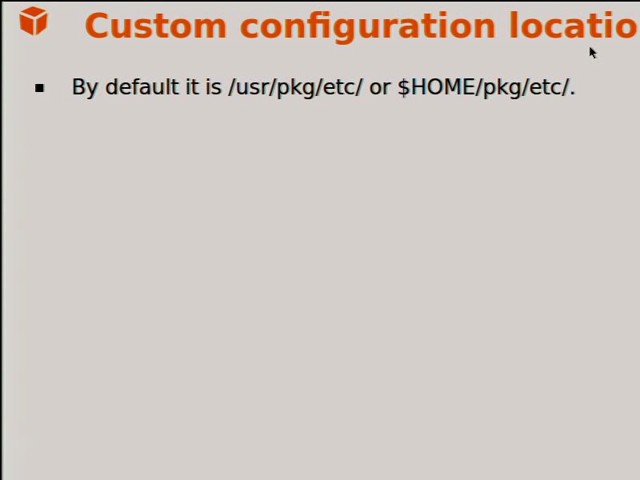 Custom configuration locatio
By default it is /usr/pkg/etc/ or $HOME/pkg/etc/.